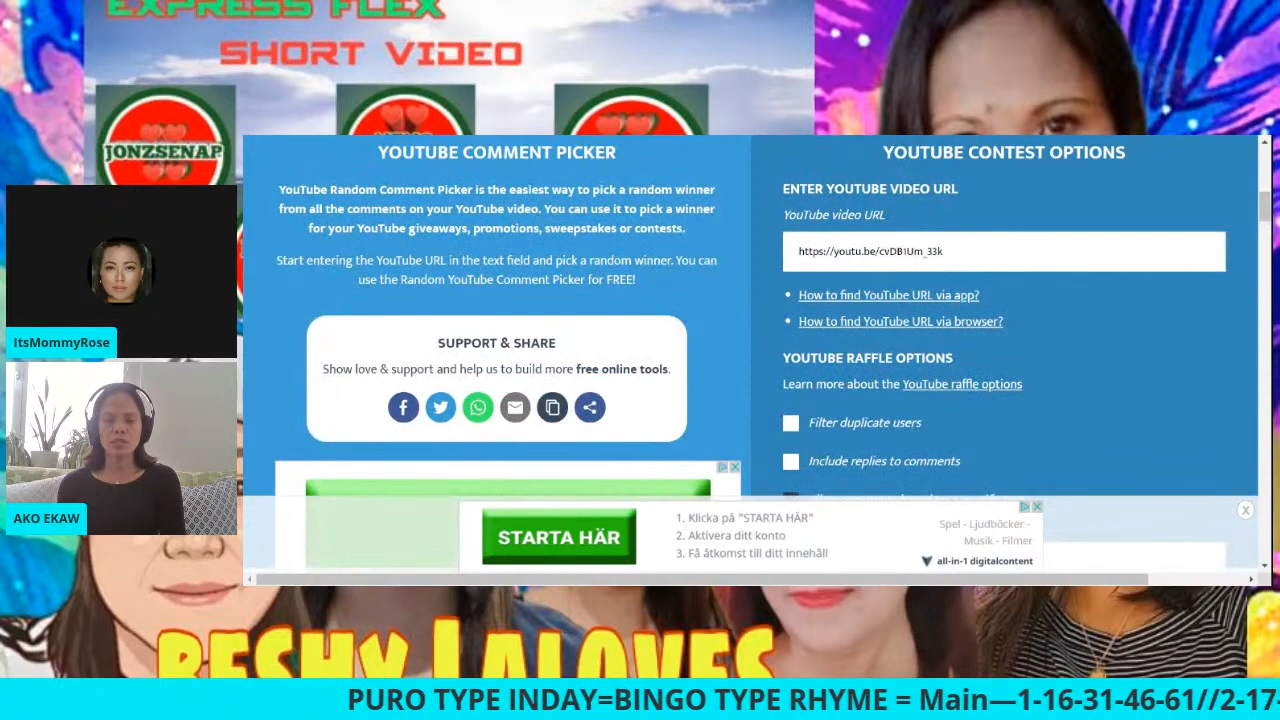 EXPRESS FLEX
SHORT VIDEO
JONZSENAP
ItsMommyRose
AKO EKAW
YOUTUBE COMMENT PICKER
YouTube Random Comment Picker is the easiest way to pick a random winner
from all the comments on your YouTube video. You can use it to pick a winner
for your YouTube giveaways, promotions, sweepstakes or contests.
Start entering the YouTube URL in the text field and pick a random winner. You can
use the Random YouTube Comment Picker for FREE!
SUPPORT & SHARE
Show love & support and help us to build more free online tools.
YOUTUBE CONTEST OPTIONS
ENTER YOUTUBE VIDEO URL
YouTube video URL
https://youtu.be/cvDB1Um_33k
How to find YouTube URL via app?
How to find YouTube URL via browser?
YOUTUBE RAFFLE OPTIONS
Learn more about the YouTube raffle options
Filter duplicate users
Include replies to comments
STARTA HÄR
1. Klicka på "STARTA HÄR"
2. Aktivera ditt konto
3. Få åtkomst till ditt innehåll
Spel - Ljudböcker -
Musik - Filmer
all-in-1 digitalcontent
BESHY LALOVES
PURO TYPE INDAY=BINGO TYPE RHYME = Main—1-16-31-46-61//2-17-